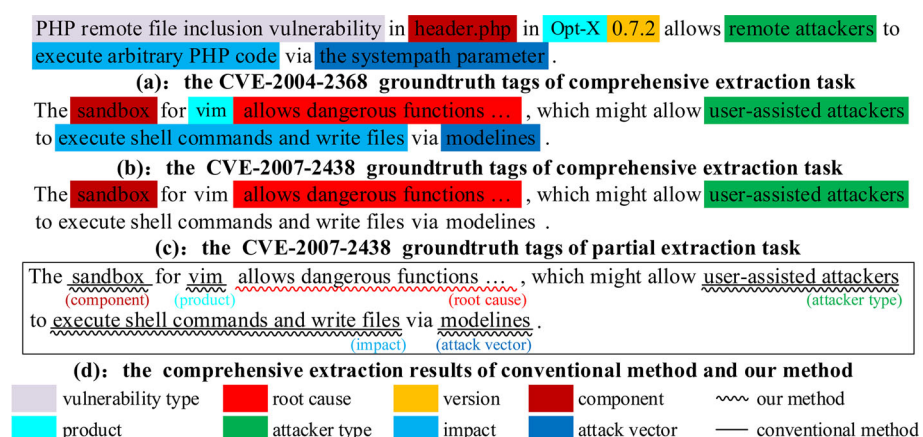 PHP remote file inclusion vulnerability in header.php in Opt-X 0.7.2 allows remote attackers to
execute arbitrary PHP code via the systempath parameter .
(a): the CVE-2004-2368 groundtruth tags of comprehensive extraction task
The sandbox for vim allows dangerous functions … , which might allow user-assisted attackers
to execute shell commands and write files via modelines .
(b): the CVE-2007-2438 groundtruth tags of comprehensive extraction task
The sandbox for vim allows dangerous functions … , which might allow user-assisted attackers
to execute shell commands and write files via modelines .
(c): the CVE-2007-2438 groundtruth tags of partial extraction task
The sandbox for vim allows dangerous functions … , which might allow user-assisted attackers
(component) (product) (root cause) (attacker type)
to execute shell commands and write files via modelines .
(impact) (attack vector)
(d): the comprehensive extraction results of conventional method and our method
vulnerability type root cause version component our method
product attacker type impact attack vector conventional method